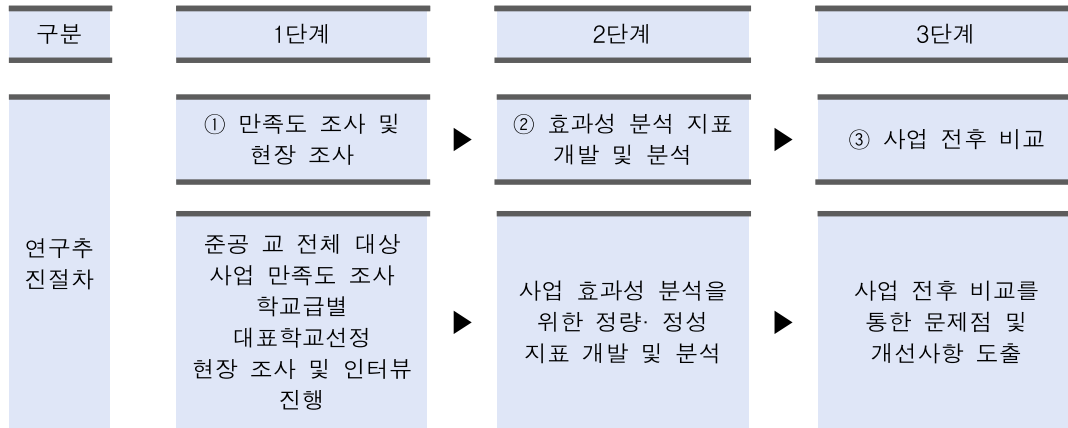 구분
1단계
2단계
3단계
연구추
진절차
① 만족도 조사 및
현장 조사
② 효과성 분석 지표
개발 및 분석
③ 사업 전후 비교
준공 교 전체 대상
사업 만족도 조사
학교급별
대표학교선정
현장 조사 및 인터뷰
진행
사업 효과성 분석을
위한 정량· 정성
지표 개발 및 분석
사업 전후 비교를
통한 문제점 및
개선사항 도출